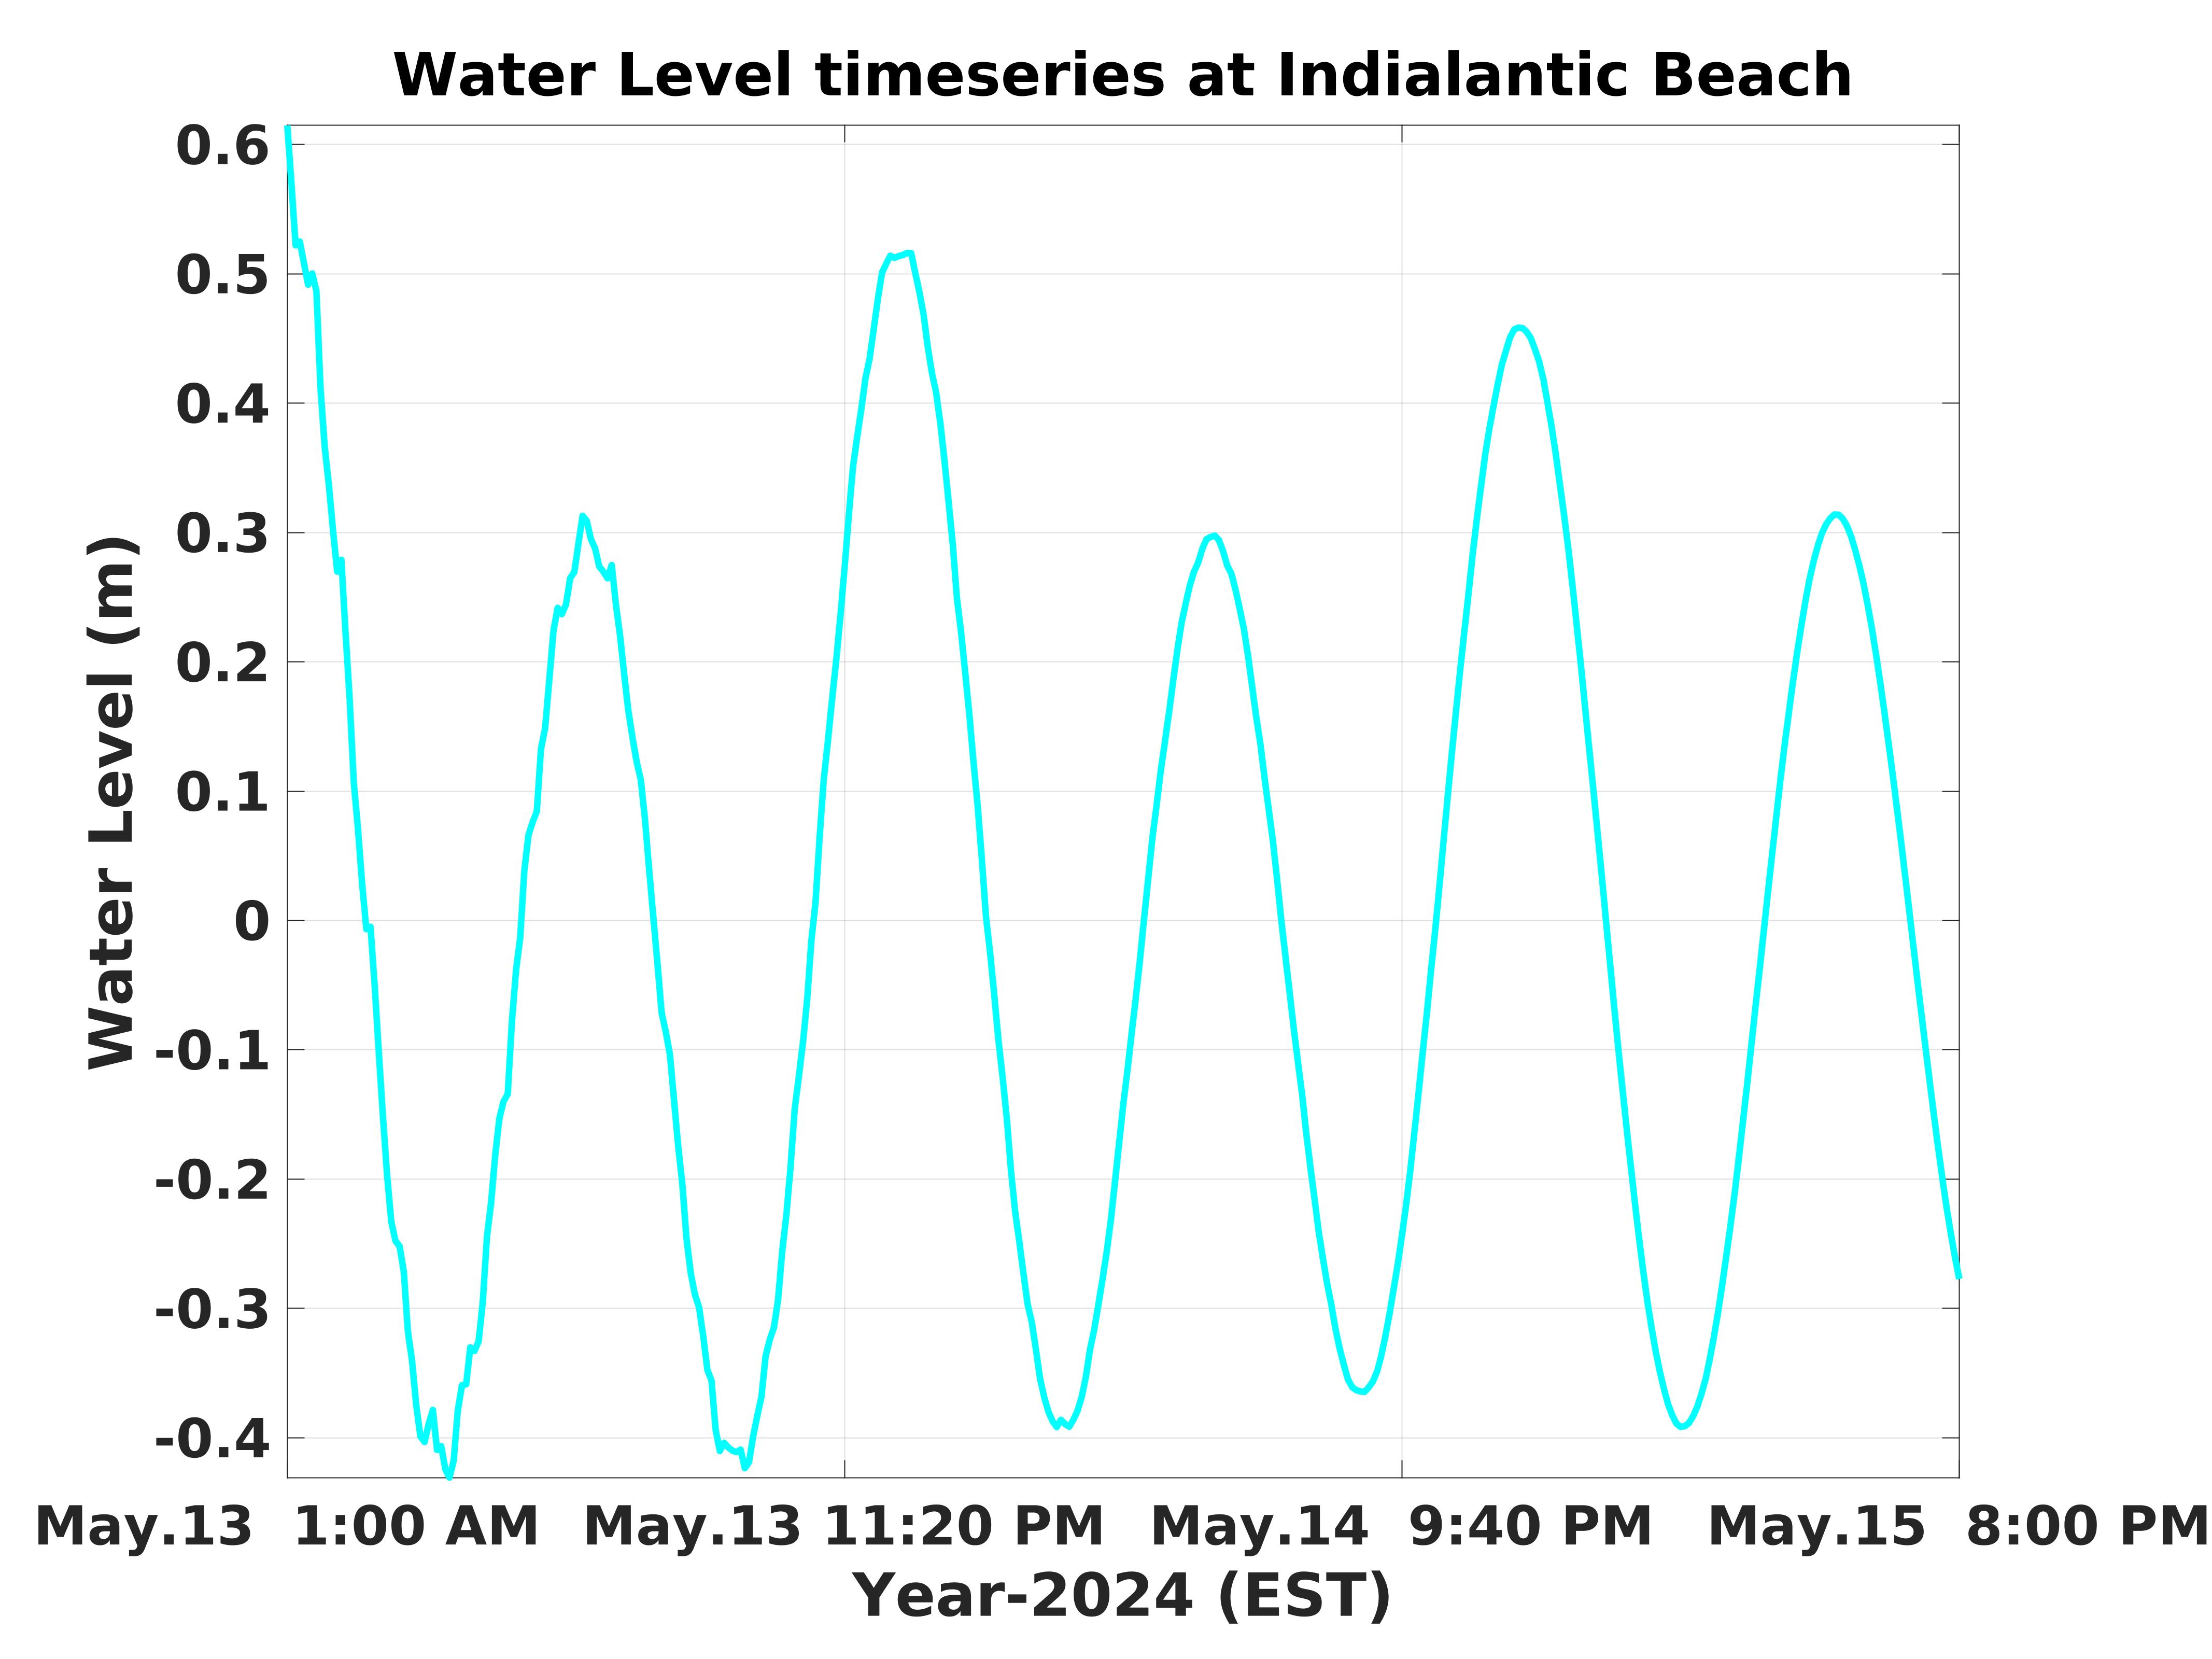 Water Level timeseries at Indialantic Beach
0.6
0.5
0.4
0.3
0.2
0.1
0
-0.1
-0.2
-0.3
-0.4
Water Level (m)
May.13 1:00 AM May.13 11:20 PM May.14 9:40 PM May.15 8:00 PM
Year-2024 (EST)